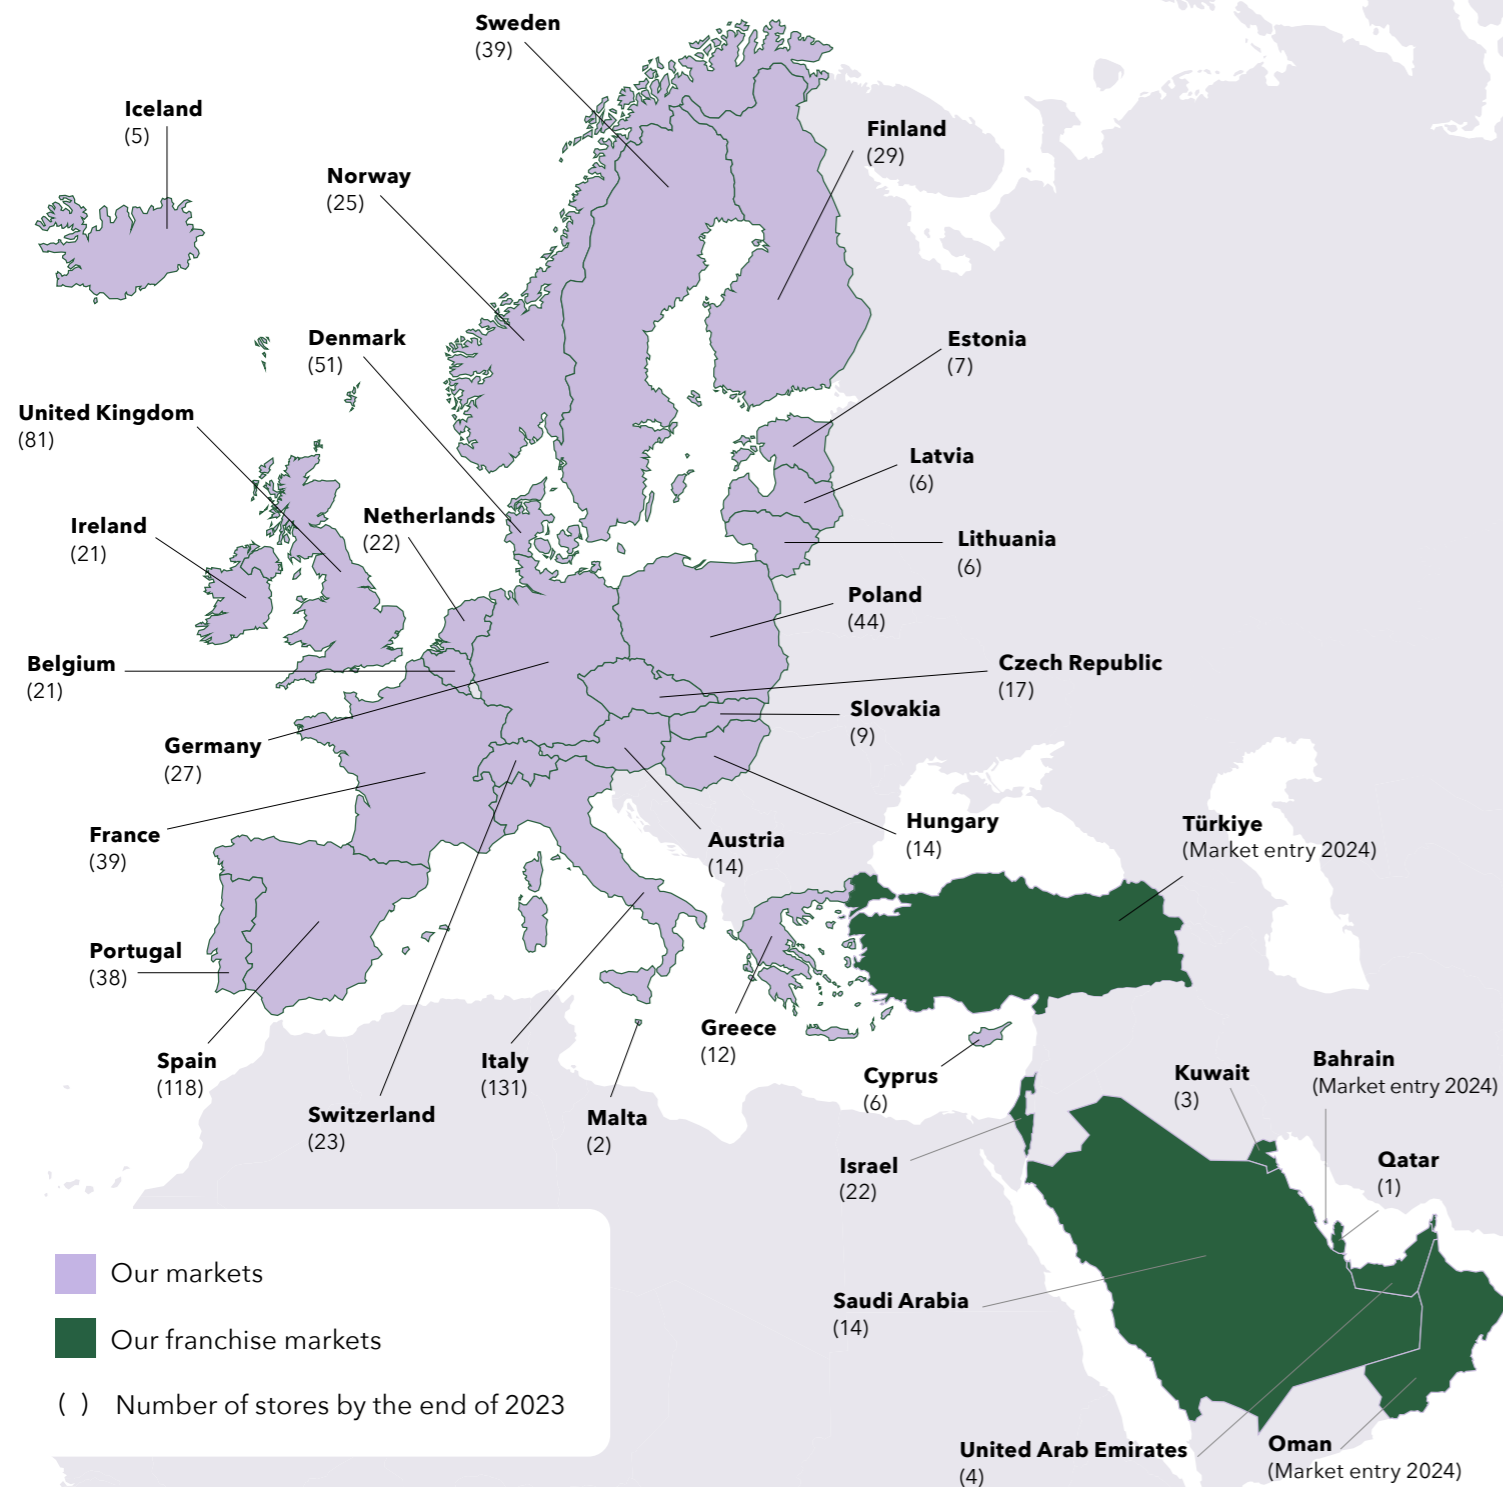 Sweden
(39)
Iceland
(5)
Finland
(29)
Norway
(25)
Denmark
(51)
Estonia
(7)
United Kingdom
(81)
Latvia
(6)
Netherlands
(22)
Ireland
(21)
Lithuania
(6)
Poland
(44)
Belgium
(21)
Czech Republic
(17)
Slovakia
(9)
Germany
(27)
France
(39)
Austria
(14)
Hungary
(14)
Türkiye
(Market entry 2024)
Portugal
(38)
Greece
(12)
Spain
(118)
Italy
(131)
Cyprus
(6)
Kuwait
(3)
Bahrain
(Market entry 2024)
Switzerland
(23)
Malta
(2)
Israel
(22)
Qatar
(1)
Our markets
Our franchise markets
( ) Number of stores by the end of 2023
Saudi Arabia
(14)
United Arab Emirates
(4)
Oman
(Market entry 2024)